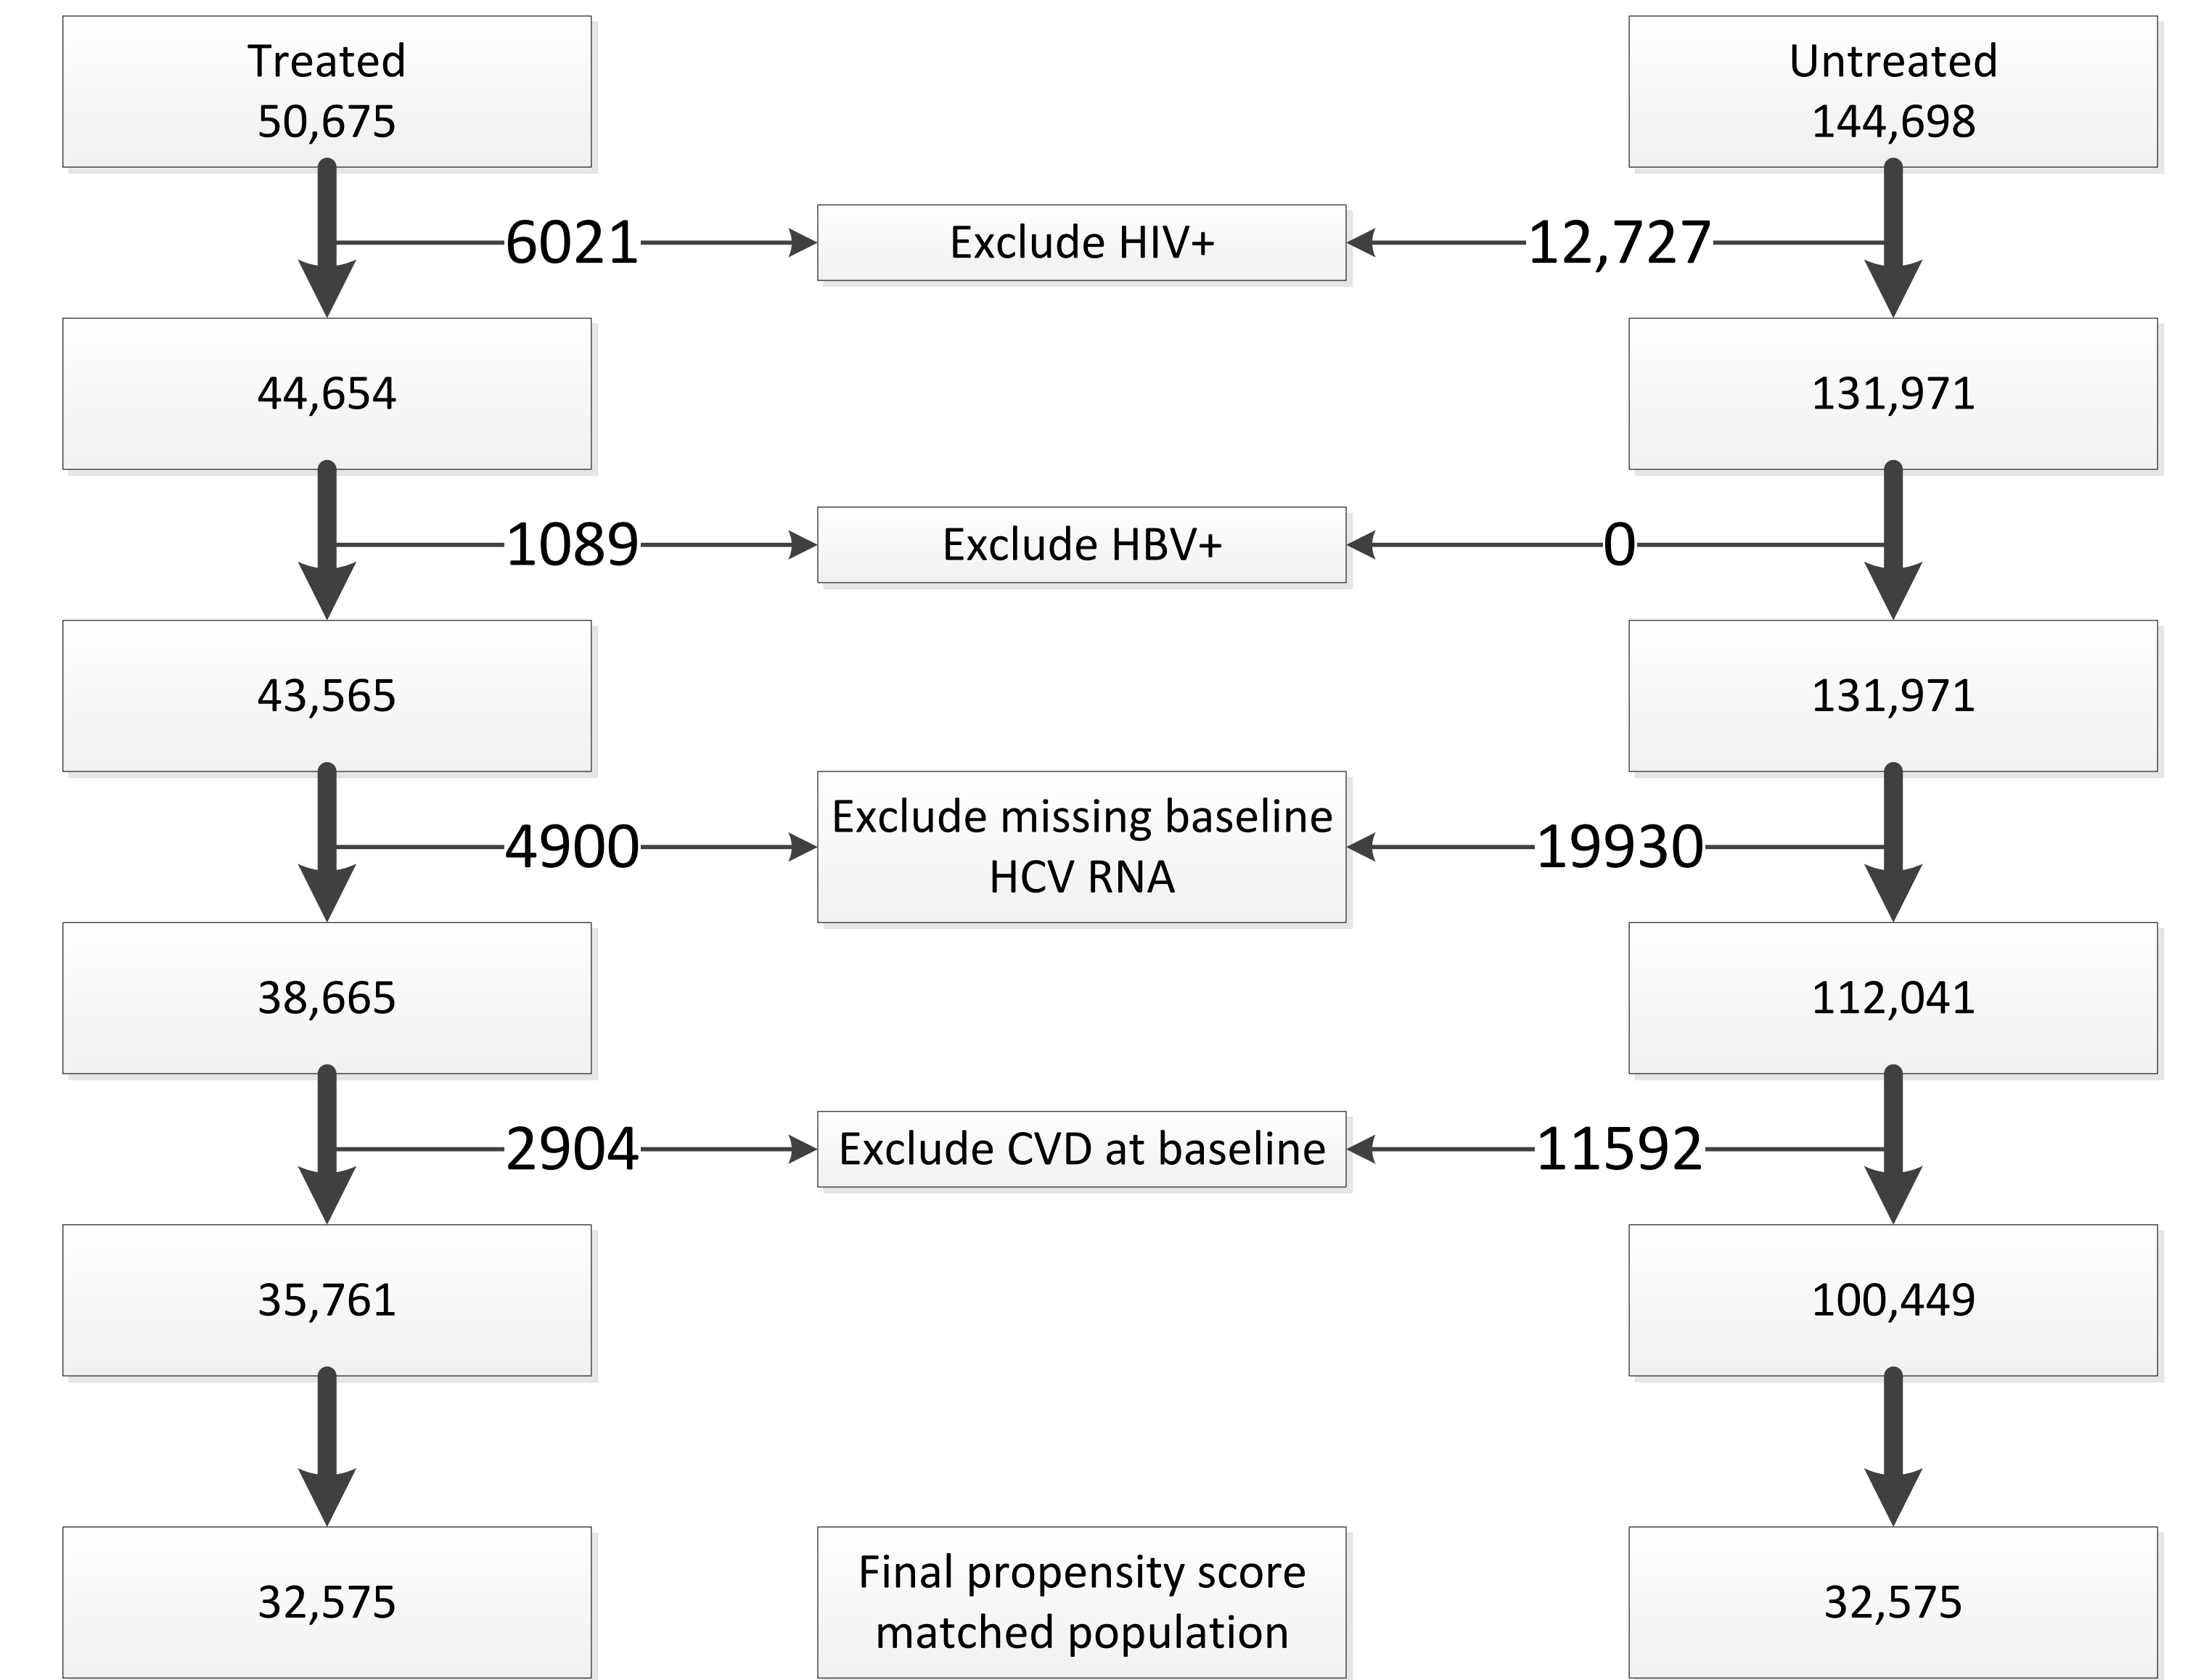 Treated
50,675
Untreated
144,698
6021
Exclude HIV+
12,727
44,654
131,971
1089
Exclude HBV+
0
43,565
131,971
4900
Exclude missing baseline
HCV RNA
19930
38,665
112,041
2904
Exclude CVD at baseline
11592
35,761
100,449
32,575
Final propensity score
matched population
32,575